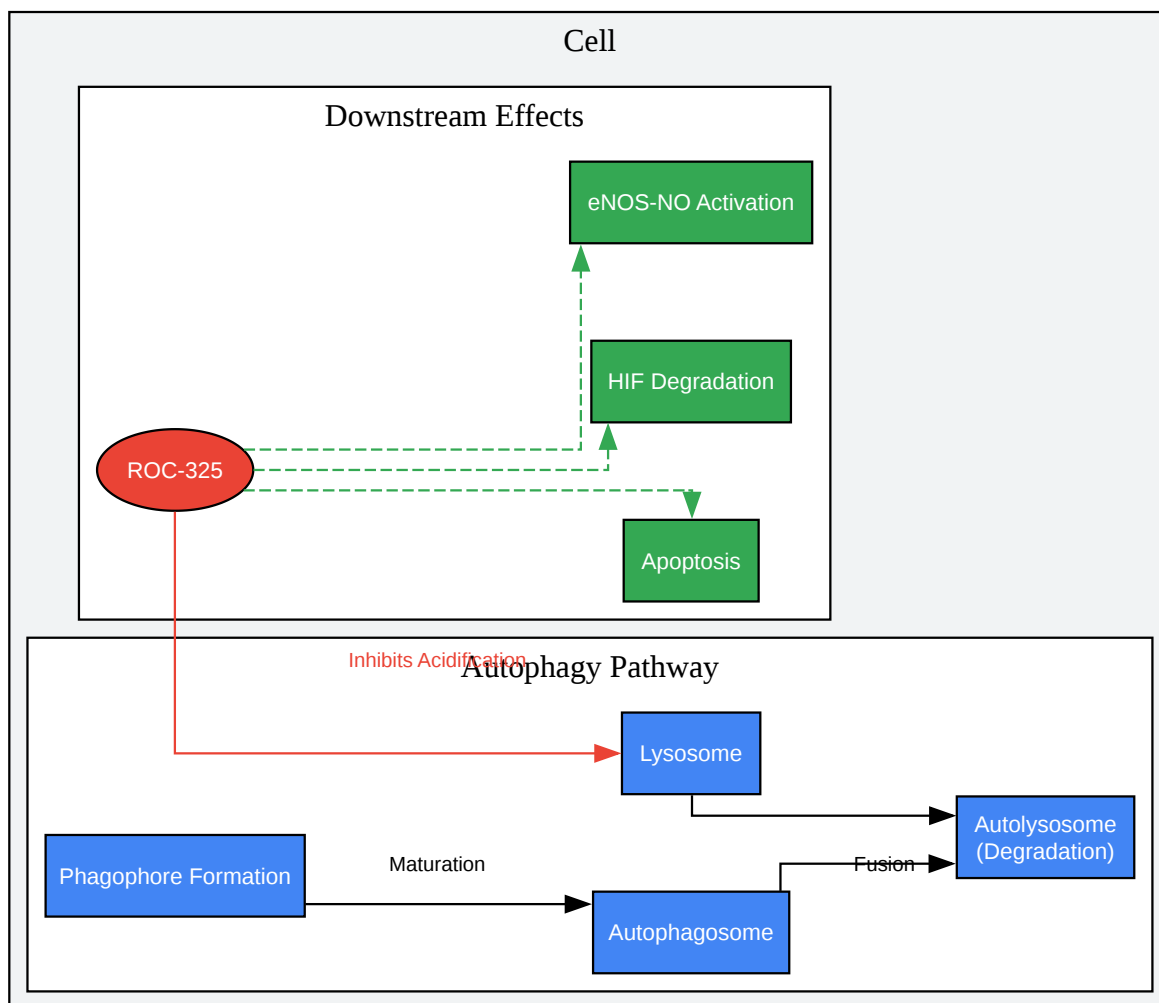 Cell
Downstream Effects
eNOS-NO Activation
HIF Degradation
ROC-325
Apoptosis
Inhibits Acidification
Autophagy Pathway
Lysosome
Autolysosome
(Degradation)
Phagophore Formation
Maturation
Fusion
Autophagosome